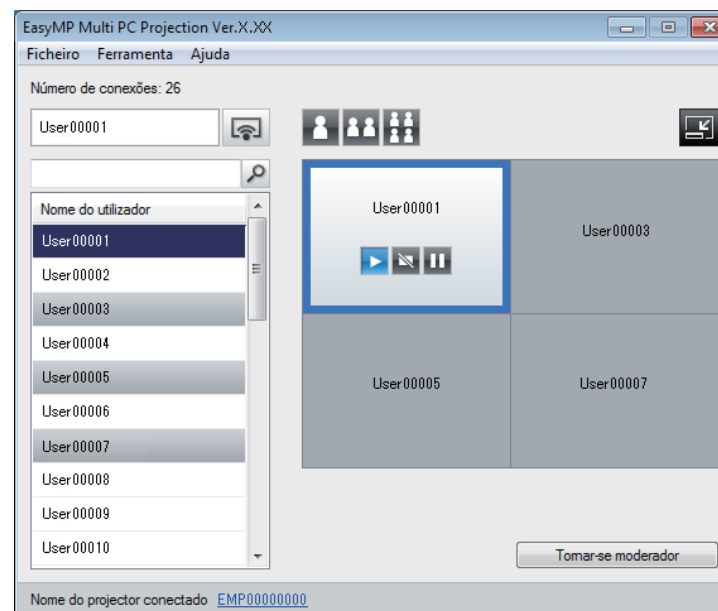 EasyMP Multi PC Projection Ver.X.XX
Ficheiro Ferramenta Ajuda
Número de conexões: 26
User00001
Nome do utilizador
User00001
User00002
User00003
User00004
User00005
User00006
User00007
User00008
User00009
User00010
User00001
User00003
User00005
User00007
Tornar-se moderador
Nome do projector conectado EMP00000000